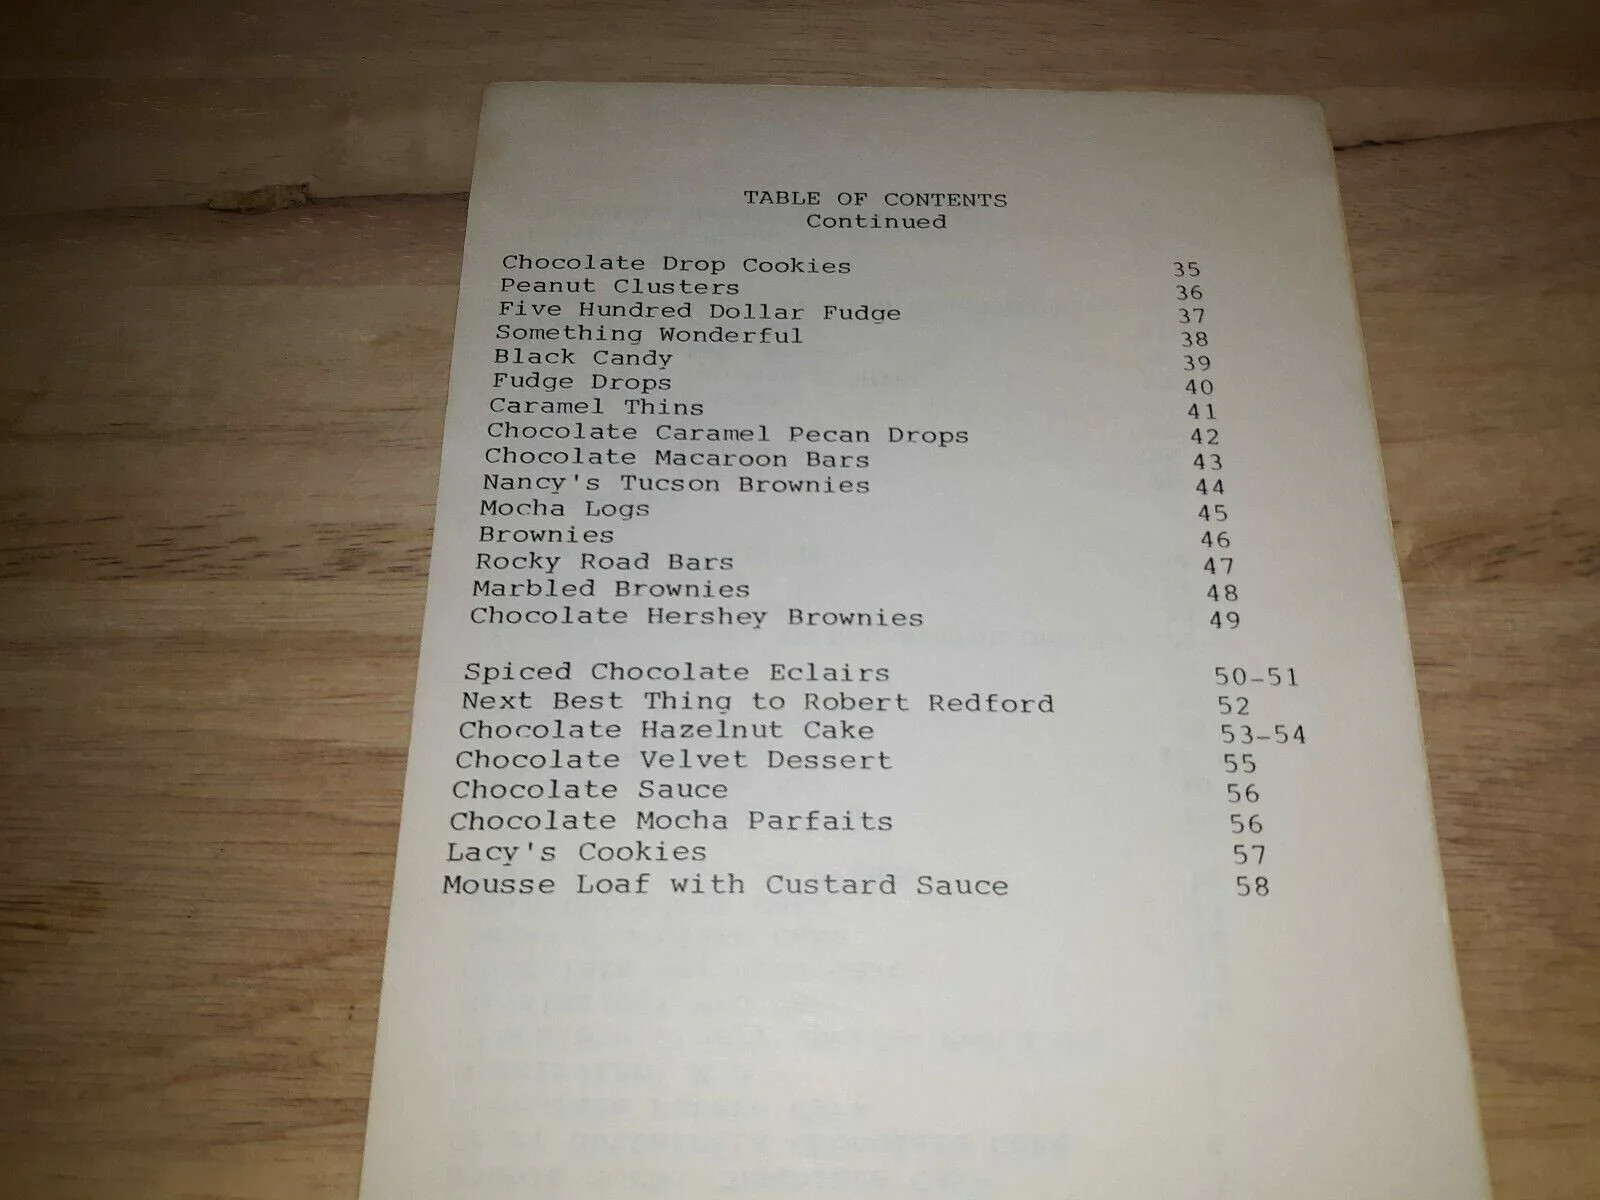 TABLE OF CONTENTS
Continued
Chocolate Drop Cookies 35
Peanut Clusters 36
Five Hundred Dollar Fudge 37
Something Wonderful 38
Black Candy 39
Fudge Drops 40
Caramel Thins 41
Chocolate Caramel Pecan Drops 42
Chocolate Macaroon Bars 43
Nancy's Tucson Brownies 44
Mocha Logs 45
Brownies 46
Rocky Road Bars 47
Marbled Brownies 48
Chocolate Hershey Brownies 49
Spiced Chocolate Eclairs 50-51
Next Best Thing to Robert Redford 52
Chocolate Hazelnut Cake 53-54
Chocolate Velvet Dessert 55
Chocolate Sauce 56
Chocolate Mocha Parfaits 56
Lacy's Cookies 57
Mousse Loaf with Custard Sauce 58